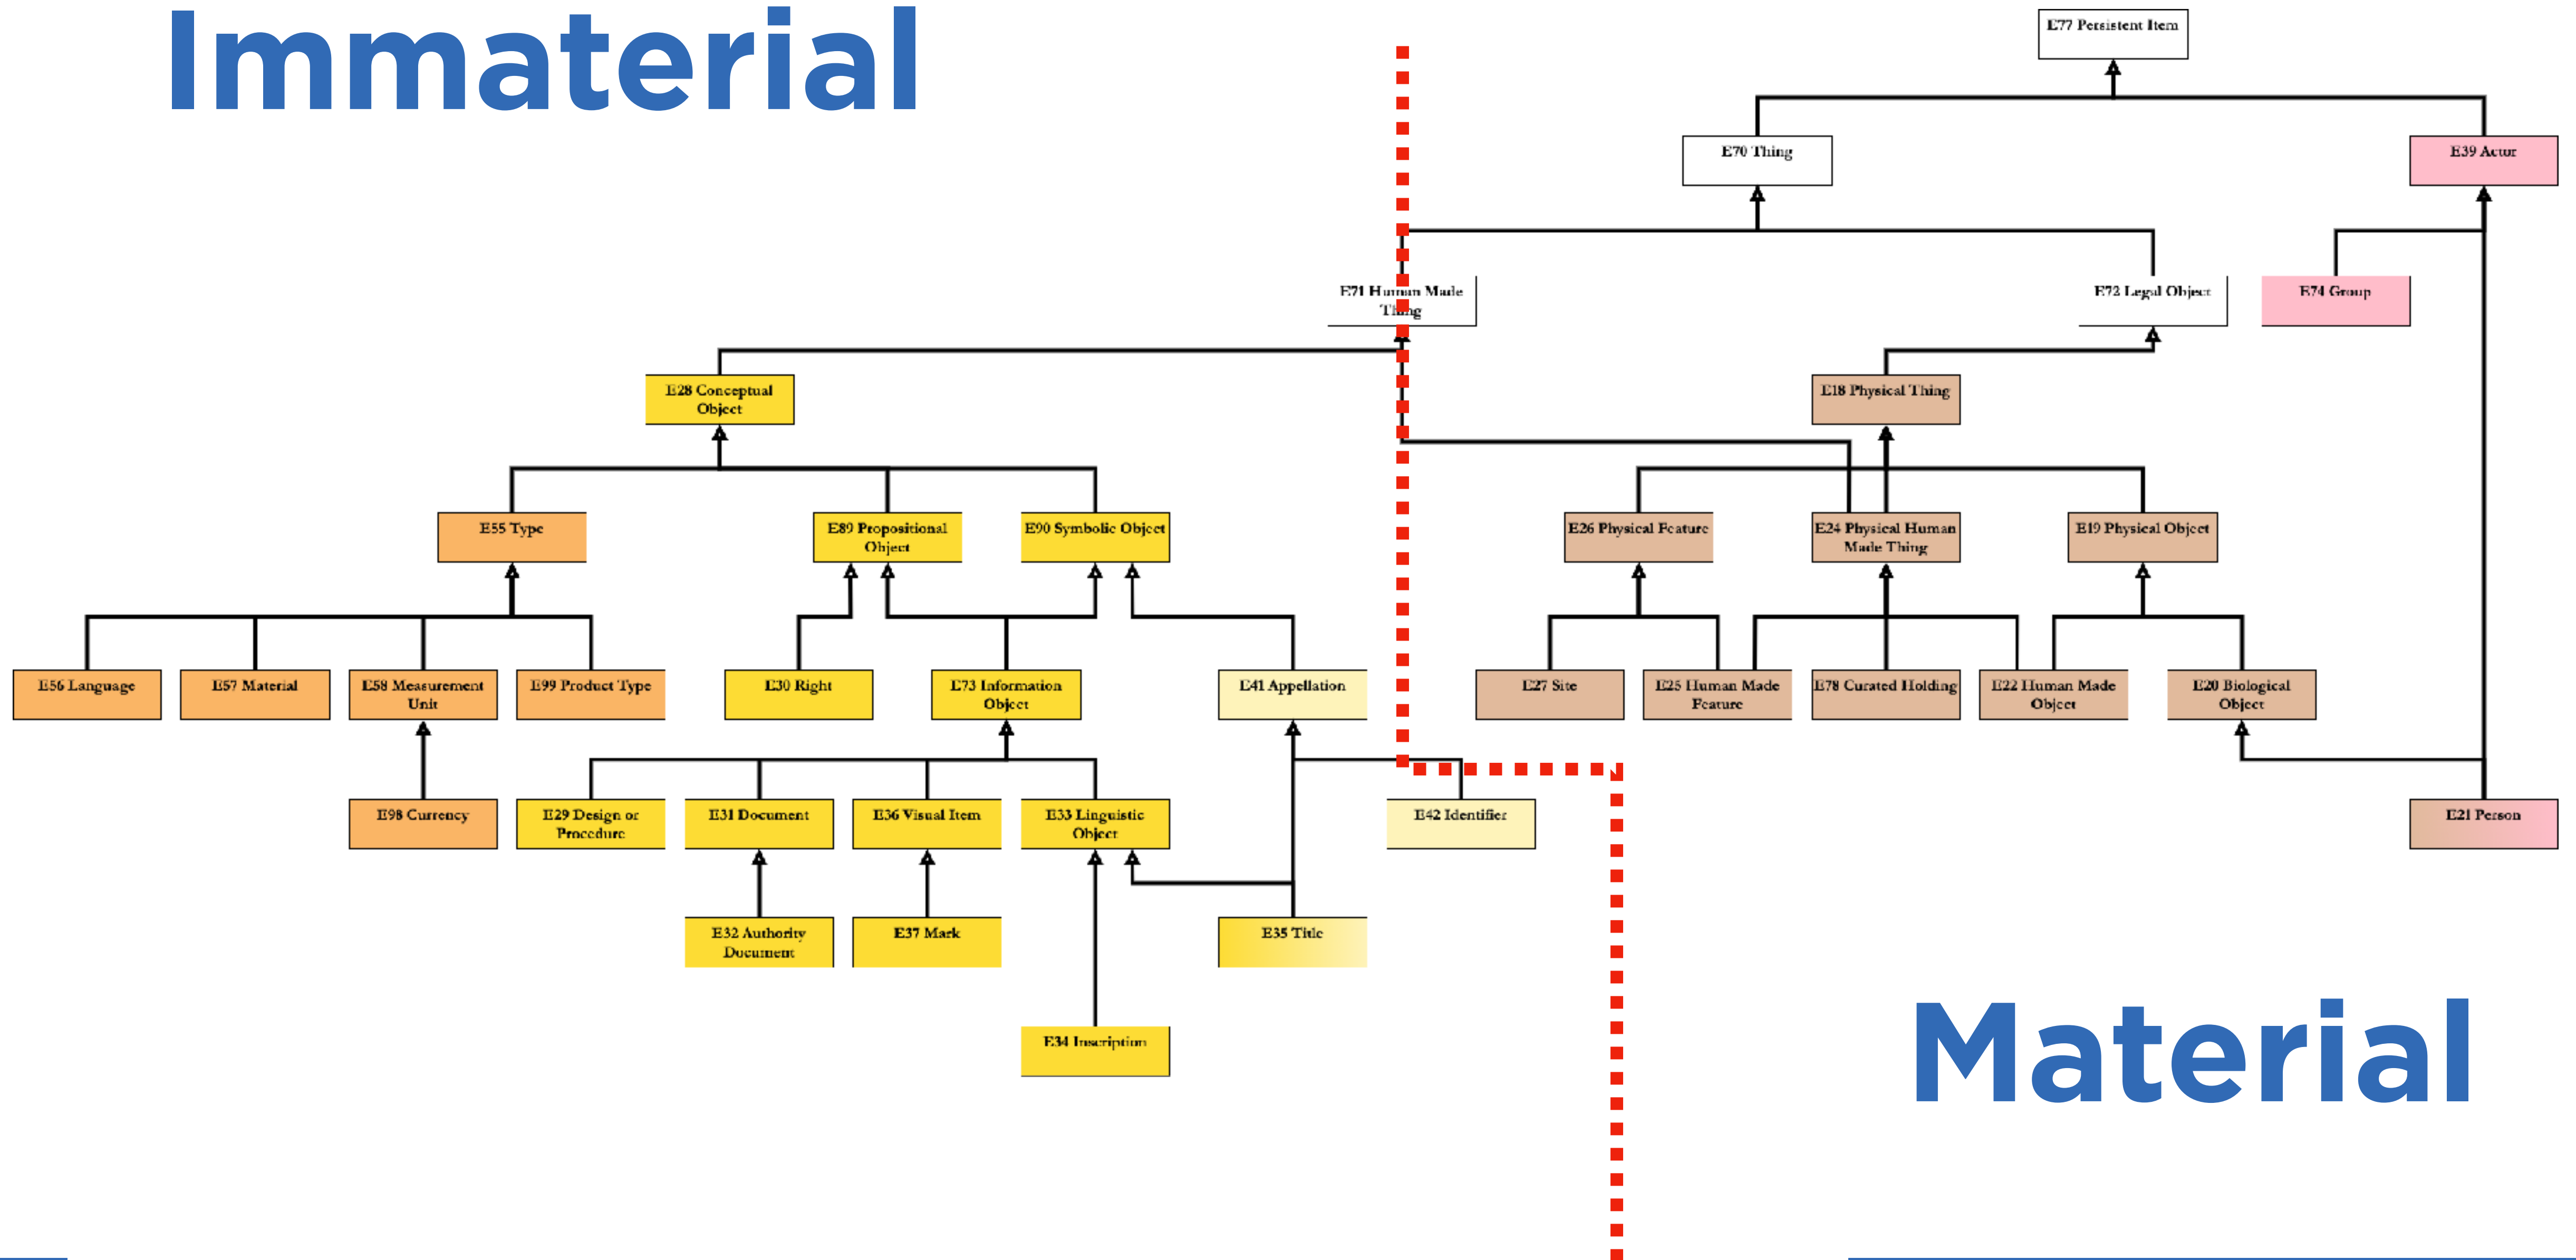 Immaterial
E77 Persistent Item
E70 Thing
E39 Actor
E71 Human Made
Thing
E72 Legal Object
E74 Group
E28 Conceptual
Object
E18 Physical Thing
E55 Type
E89 Propositional
Object
E90 Symbolic Object
E26 Physical Feature
E24 Physical Human
Made Thing
E19 Physical Object
E56 Language
E57 Material
E58 Measurement
Unit
E99 Product Type
E30 Right
E73 Information
Object
E41 Appellation
E27 Site
E25 Human Made
Feature
E78 Curated Holding
E22 Human Made
Object
E20 Biological
Object
E98 Currency
E29 Design or
Procedure
E31 Document
E36 Visual Item
E33 Linguistic
Object
E42 Identifier
E21 Person
E32 Authority
Document
E37 Mark
E35 Title
E34 Inscription
Material